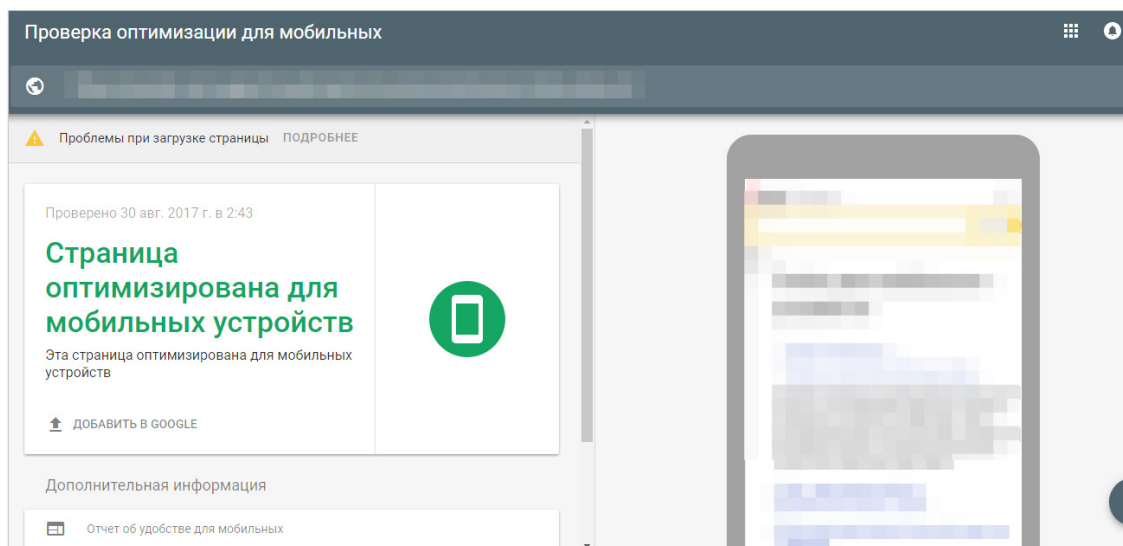 Проверка оптимизации для мобильных
Проблемы при загрузке страницы ПОДРОБНЕЕ
Проверено 30 авг. 2017 г. в 2:43
Страница
оптимизирована для
мобильных устройств
Эта страница оптимизирована для мобильных
устройств
ДОБАВИТЬ В GOOGLE
Дополнительная информация
Отчет об удобстве для мобильных